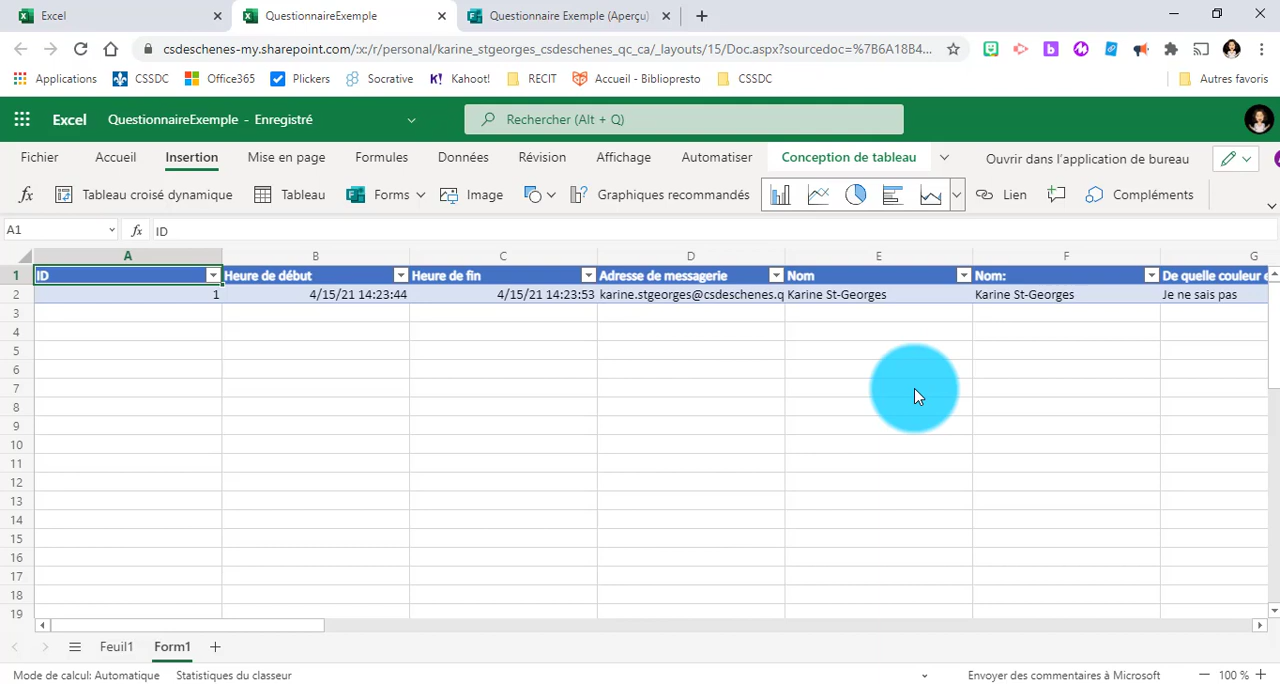 Excel
QuestionnaireExemple
Questionnaire Exemple (Aperçu)
csdeschenes-my.sharepoint.com/:x:/r/personal/karine_stgeorges_csdeschenes_qc_ca/_layouts/15/Doc.aspx?sourcedoc=%7B6A18B4...
Applications CSSDC Office365 Plickers Socrative Kahoot! RECIT Accueil - Bibliopresto CSSDC Autres favoris
Excel QuestionnaireExemple - Enregistré Rechercher (Alt + Q)
Fichier Accueil Insertion Mise en page Formules Données Révision Affichage Automatiser Conception de tableau Ouvrir dans l'application de bureau
fx Tableau croisé dynamique Tableau Forms Image Graphiques recommandés Lien Compléments
A1 fx ID
A B C D E F G
1 ID Heure de début Heure de fin Adresse de messagerie Nom Nom: De quelle couleur e
2 1 4/15/21 14:23:44 4/15/21 14:23:53 karine.stgeorges@csdeschenes.q Karine St-Georges Karine St-Georges Je ne sais pas
3
4
5
6
7
8
9
10
11
12
13
14
15
16
17
18
19
Feuil1 Form1
Mode de calcul: Automatique Statistiques du classeur Envoyer des commentaires à Microsoft 100 %